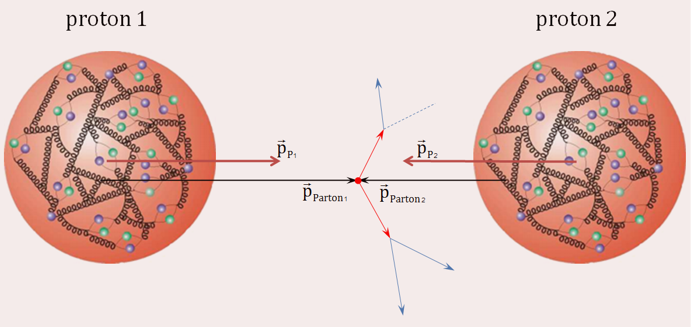 proton 1
proton 2
p⃗P₁
p⃗P₂
p⃗Parton₁
p⃗Parton₂